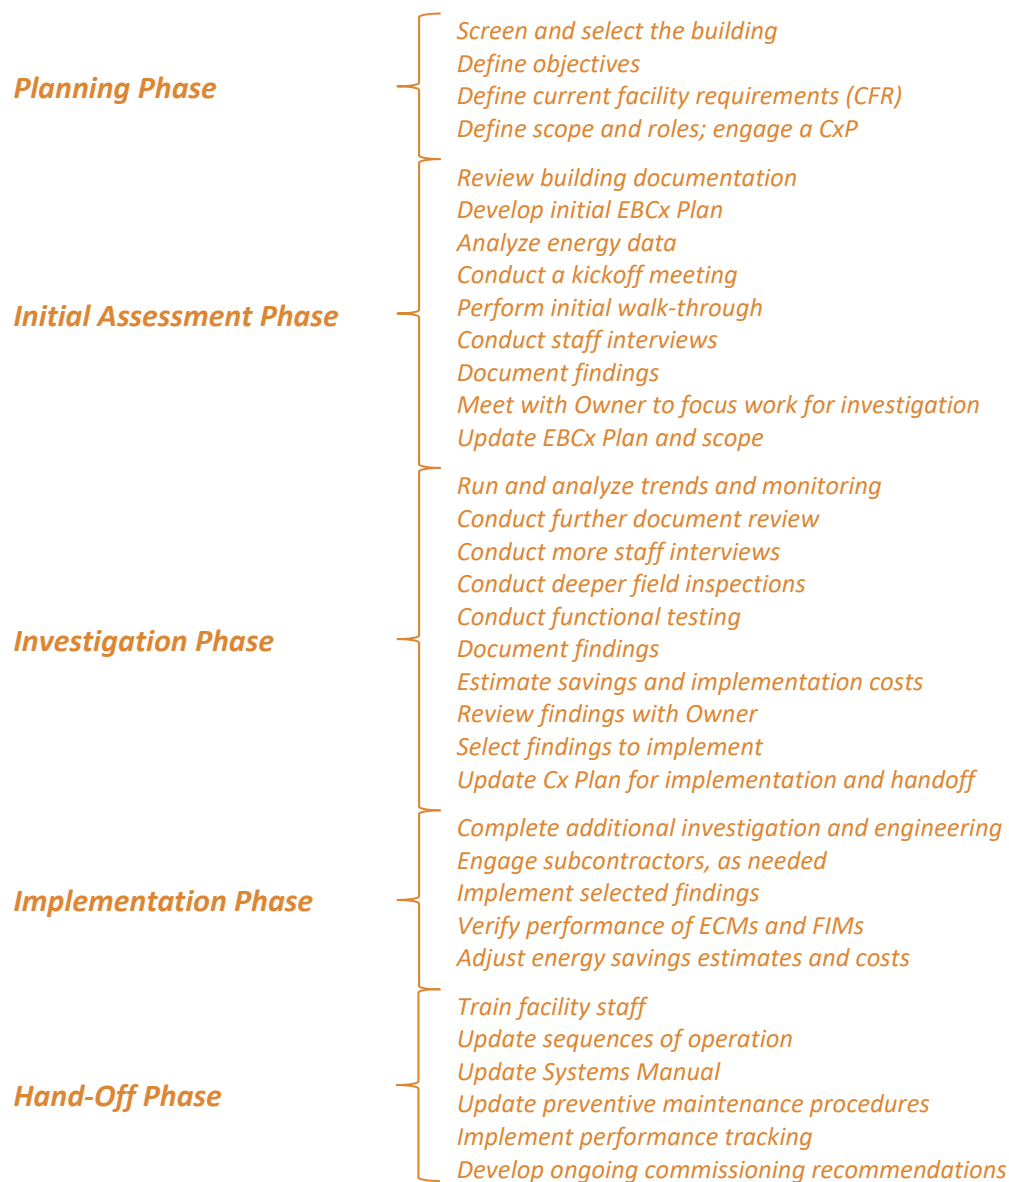 Planning Phase
Screen and select the building
Define objectives
Define current facility requirements (CFR)
Define scope and roles; engage a CxP
Initial Assessment Phase
Review building documentation
Develop initial EBCx Plan
Analyze energy data
Conduct a kickoff meeting
Perform initial walk-through
Conduct staff interviews
Document findings
Meet with Owner to focus work for investigation
Update EBCx Plan and scope
Investigation Phase
Run and analyze trends and monitoring
Conduct further document review
Conduct more staff interviews
Conduct deeper field inspections
Conduct functional testing
Document findings
Estimate savings and implementation costs
Review findings with Owner
Select findings to implement
Update Cx Plan for implementation and handoff
Implementation Phase
Complete additional investigation and engineering
Engage subcontractors, as needed
Implement selected findings
Verify performance of ECMs and FIMs
Adjust energy savings estimates and costs
Hand-Off Phase
Train facility staff
Update sequences of operation
Update Systems Manual
Update preventive maintenance procedures
Implement performance tracking
Develop ongoing commissioning recommendations